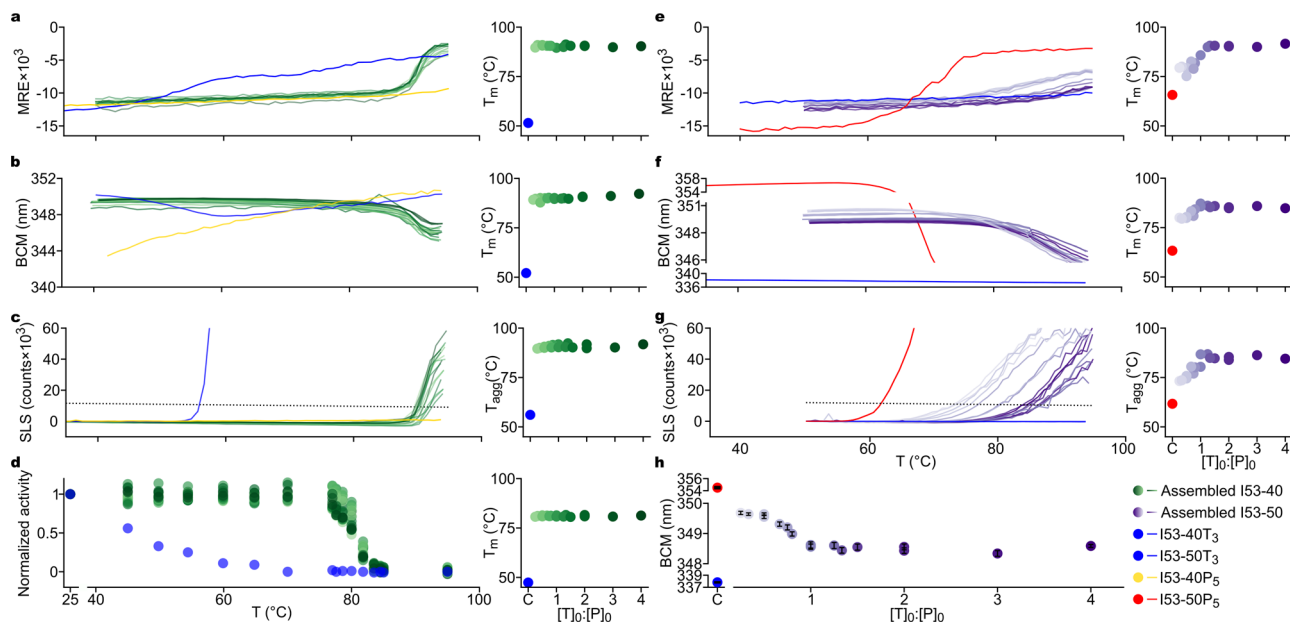 a
0
-5
-10
-15
MRE×10³
100
75
50
Tm (°C)
e
0
-5
-10
-15
MRE×10³
100
75
50
Tm (°C)
b
352
348
344
340
BCM (nm)
100
75
50
Tm (°C)
f
358
354
351
348
346
340
336
BCM (nm)
100
75
50
Tm (°C)
c
60
40
20
0
SLS (counts×10³)
100
75
50
Tagg(°C)
g
60
40
20
0
SLS (counts×10³)
40 60 80 100
T (°C)
100
75
50
Tagg (°C)
C 0 1 2 3 4
[T]₀:[P]₀
d
1
0.5
0
Normalized activity
25 40 60 80 100
T (°C)
100
75
50
Tm (°C)
C 0 1 2 3 4
[T]₀:[P]₀
h
356
354
350
349
348
339
337
BCM (nm)
C 1 2 3 4
[T]₀:[P]₀
Assembled I53-40
Assembled I53-50
I53-40T₃
I53-50T₃
I53-40P₅
I53-50P₅